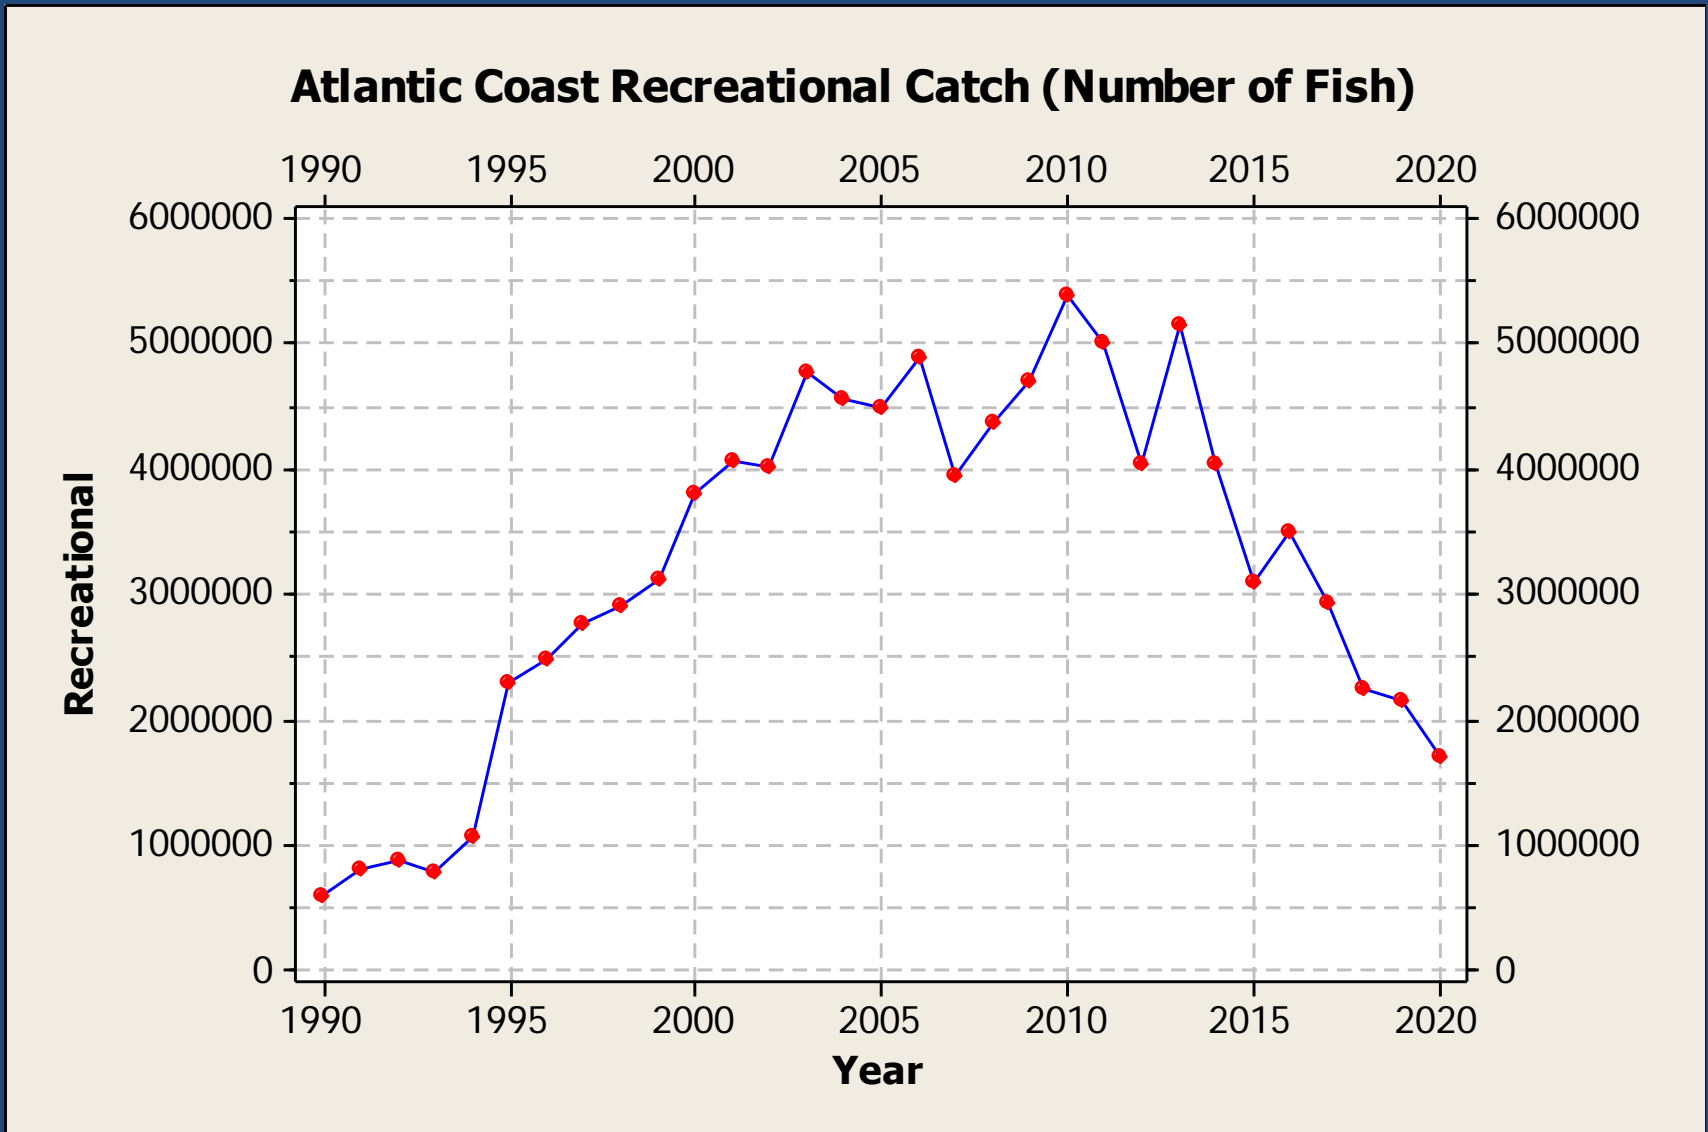 Atlantic Coast Recreational Catch (Number of Fish)
1990 1995 2000 2005 2010 2015 2020
6000000 6000000
5000000 5000000
4000000 4000000
3000000 3000000
2000000 2000000
1000000 1000000
0 0
Recreational
1990 1995 2000 2005 2010 2015 2020
Year